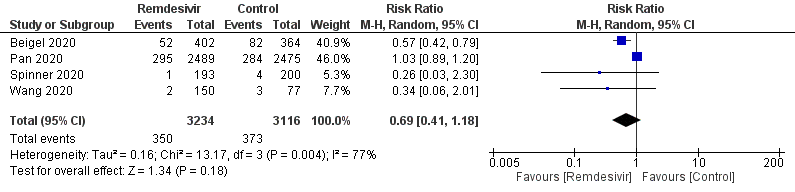 Remdesivir Control Risk Ratio Risk Ratio
Study or Subgroup Events Total Events Total Weight M-H, Random, 95% CI M-H, Random, 95% CI
Beigel 2020 52 402 82 364 40.9% 0.57 [0.42, 0.79]
Pan 2020 295 2489 284 2475 46.0% 1.03 [0.89, 1.20]
Spinner 2020 1 193 4 200 5.3% 0.26 [0.03, 2.30]
Wang 2020 2 150 3 77 7.7% 0.34 [0.06, 2.01]
Total (95% CI) 3234 3116 100.0% 0.69 [0.41, 1.18]
Total events 350 373
Heterogeneity: Tau² = 0.16; Chi² = 13.17, df = 3 (P = 0.004); I² = 77%
Test for overall effect: Z = 1.34 (P = 0.18)
0.005 0.1 1 10 200
Favours [Remdesivir] Favours [Control]